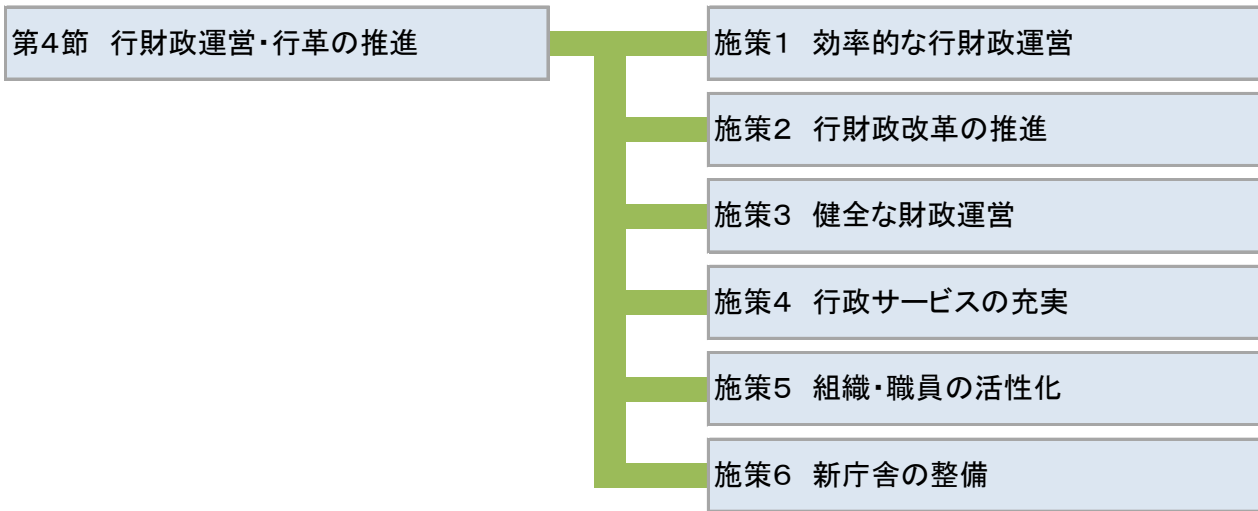 第4節　行財政運営・行革の推進
施策1　効率的な行財政運営
施策2　行財政改革の推進
施策3　健全な財政運営
施策4　行政サービスの充実
施策5　組織・職員の活性化
施策6　新庁舎の整備